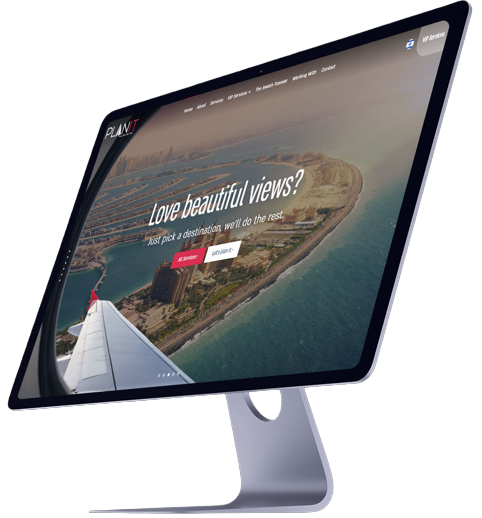 VIP Services
Home About Services VIP Services The Jewish Traveler Working With Contact
PLANIT
Love beautiful views?
Just pick a destination, we'll do the rest.
All Services
Let's plan it